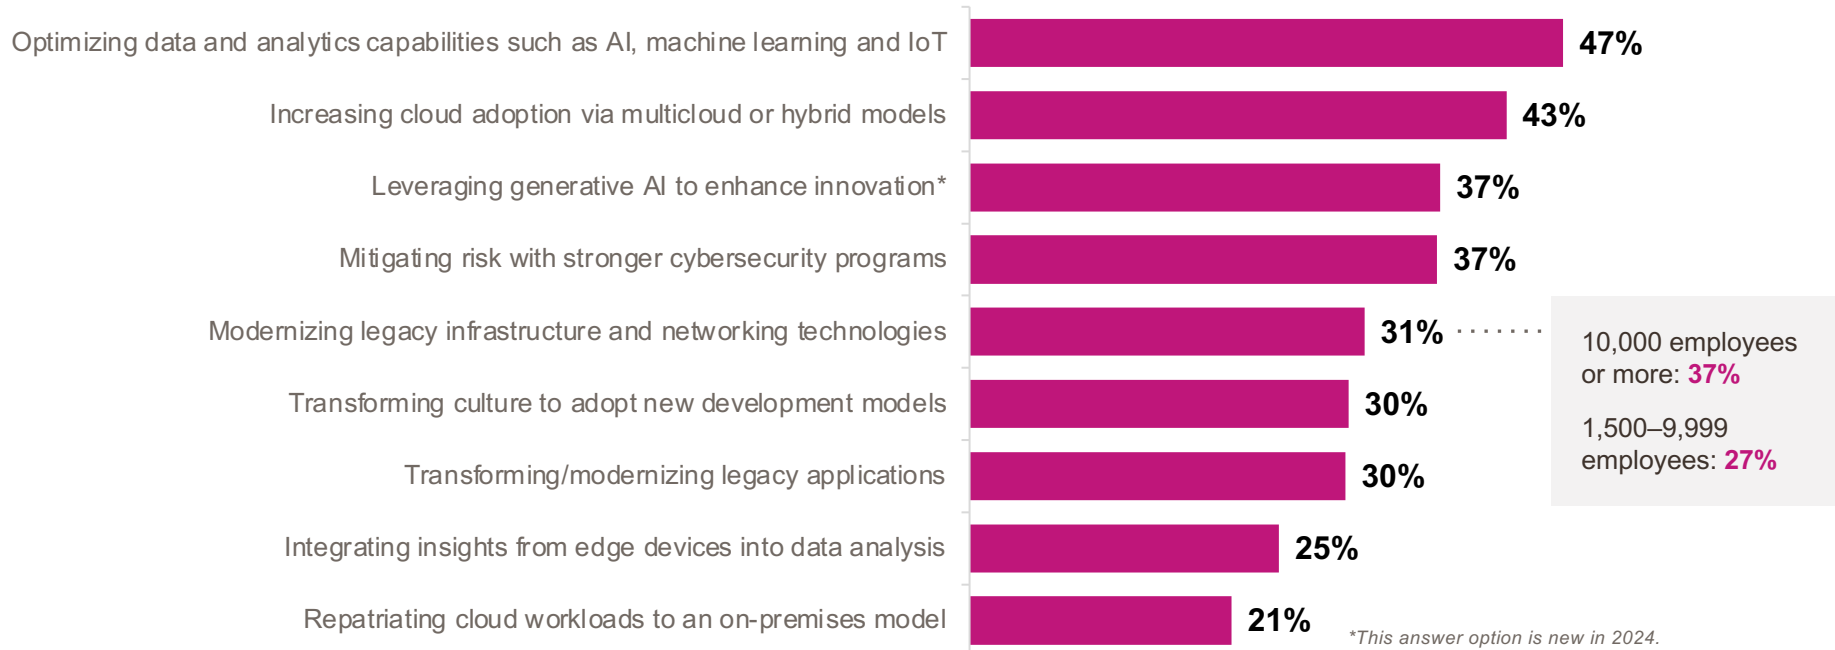 Optimizing data and analytics capabilities such as AI, machine learning and IoT 47%
Increasing cloud adoption via multicloud or hybrid models 43%
Leveraging generative AI to enhance innovation* 37%
Mitigating risk with stronger cybersecurity programs 37%
Modernizing legacy infrastructure and networking technologies 31%
10,000 employees
or more: 37%
1,500–9,999
employees: 27%
Transforming culture to adopt new development models 30%
Transforming/modernizing legacy applications 30%
Integrating insights from edge devices into data analysis 25%
Repatriating cloud workloads to an on-premises model 21%
*This answer option is new in 2024.